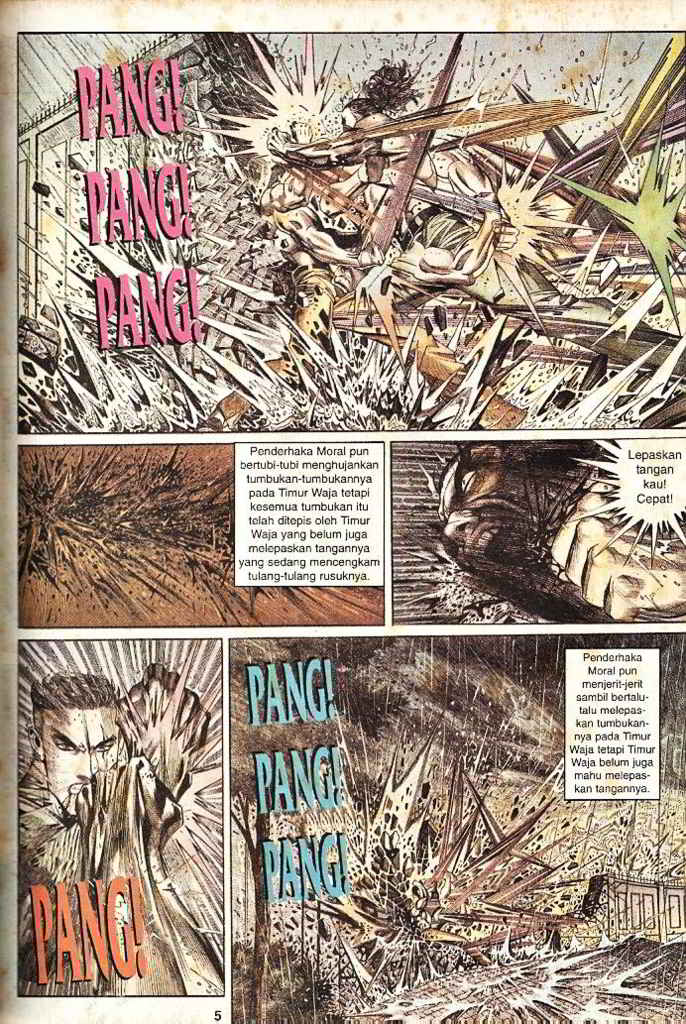 PANG!
PANG!
PANG!
Penderhaka Moral pun
bertubi-tubi menghujankan
tumbukan-tumbukannya
pada Timur Waja tetapi
kesemua tumbukan itu
telah ditepis oleh Timur
Waja yang belum juga
melepaskan tangannya
yang sedang mencengkam
tulang-tulang rusuknya.
Lepaskan
tangan
kau!
Cepat!
PANG!
PANG!
PANG!
PANG!
Penderhaka
Moral pun
menjerit-jerit
sambil bertalu-
talu melepas-
kan tumbukan-
nya pada Timur
Waja tetapi Timur
Waja belum juga
mahu melepas-
kan tangannya.
5